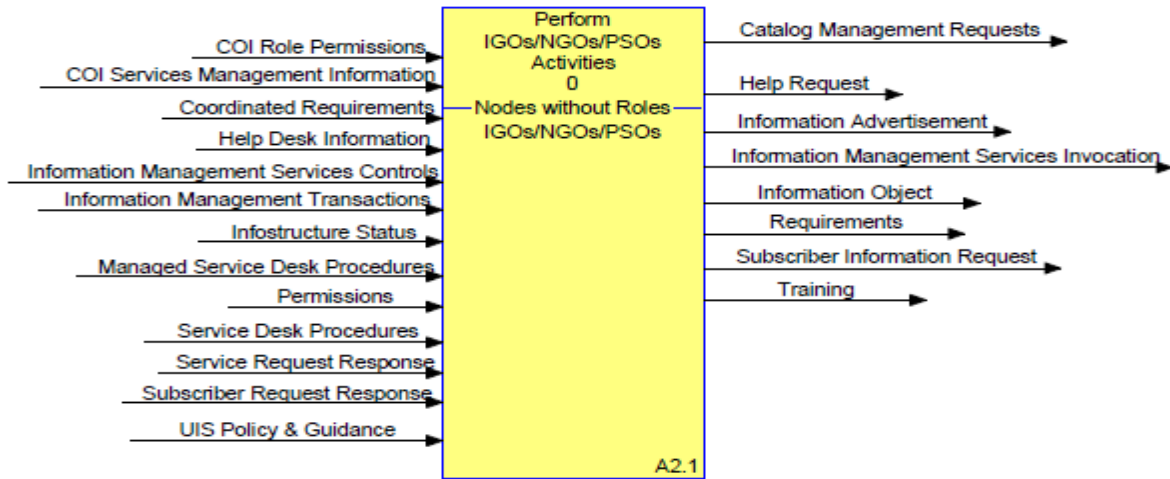 Perform
IGOs/NGOs/PSOs
Activities
0
Nodes without Roles
IGOs/NGOs/PSOs
COI Role Permissions
COI Services Management Information
Coordinated Requirements
Help Desk Information
Information Management Services Controls
Information Management Transactions
Infostructure Status
Managed Service Desk Procedures
Permissions
Service Desk Procedures
Service Request Response
Subscriber Request Response
UIS Policy & Guidance
Catalog Management Requests
Help Request
Information Advertisement
Information Management Services Invocation
Information Object
Requirements
Subscriber Information Request
Training
A2.1